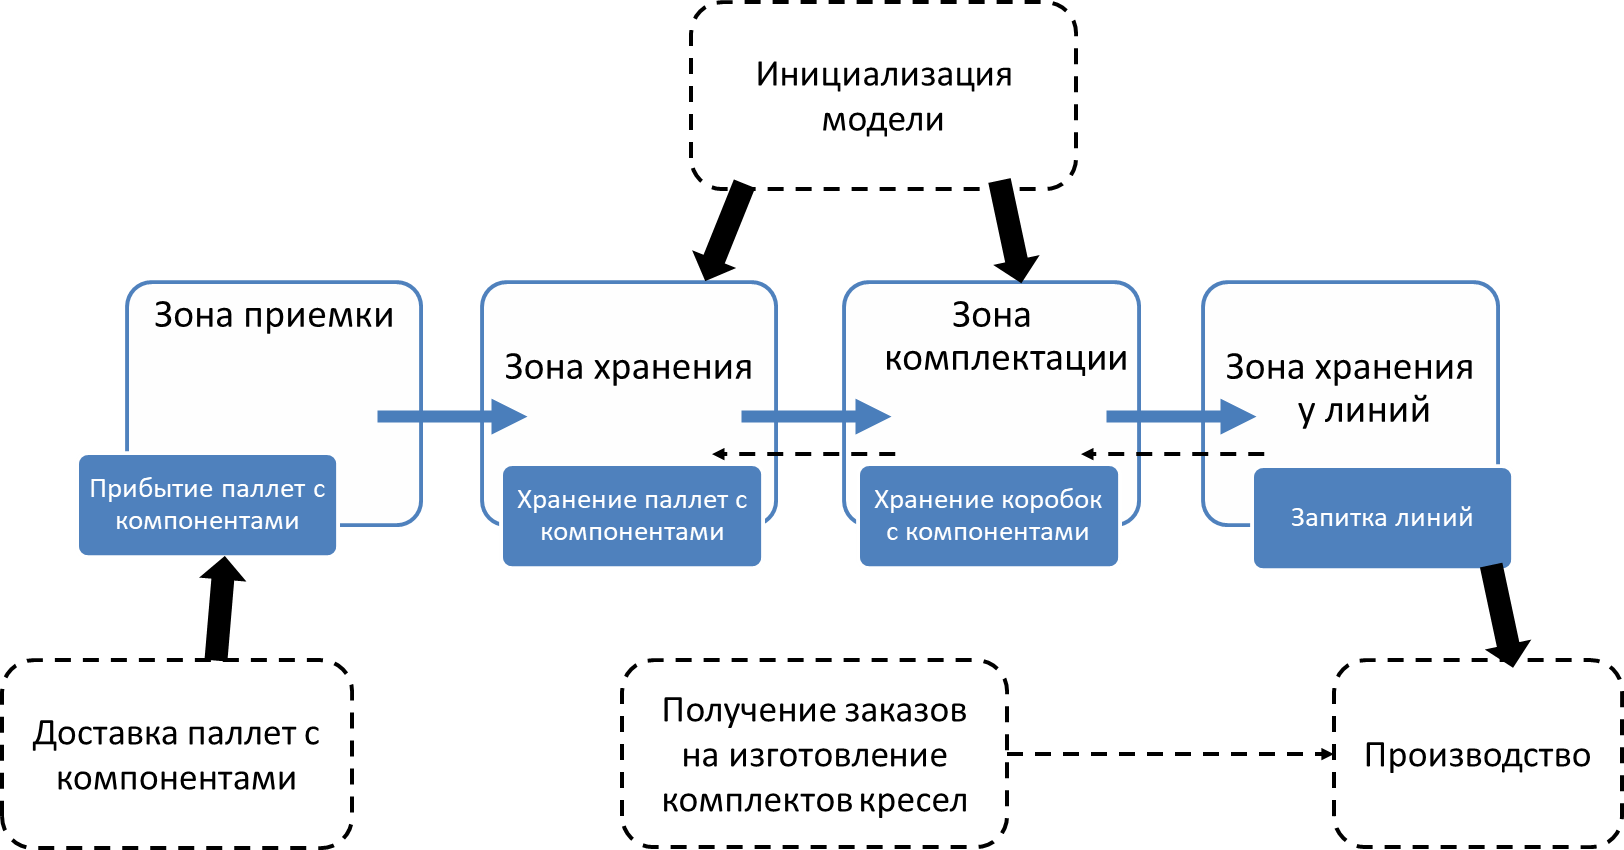 Инициализация
модели
Зона приемки
Зона хранения
Зона
комплектации
Зона хранения
у линий
Прибытие паллет с
компонентами
Хранение паллет с
компонентами
Хранение коробок
с компонентами
Запитка линий
Доставка паллет с
компонентами
Получение заказов
на изготовление
комплектов кресел
Производство